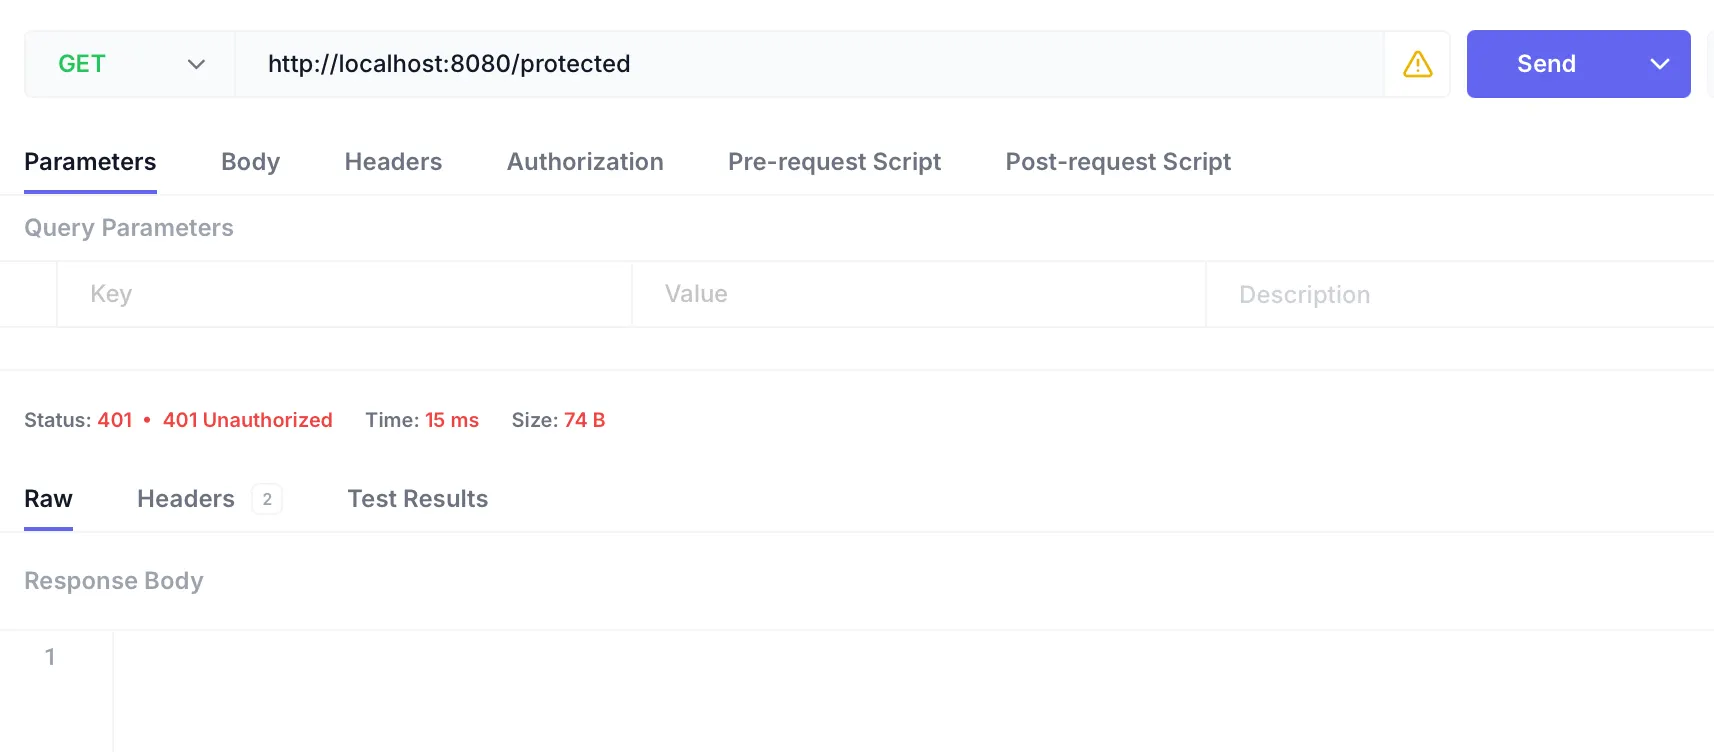 GET http://localhost:8080/protected Send
Parameters Body Headers Authorization Pre-request Script Post-request Script
Query Parameters
Key Value Description
Status: 401 • 401 Unauthorized Time: 15 ms Size: 74 B
Raw Headers 2 Test Results
Response Body
1